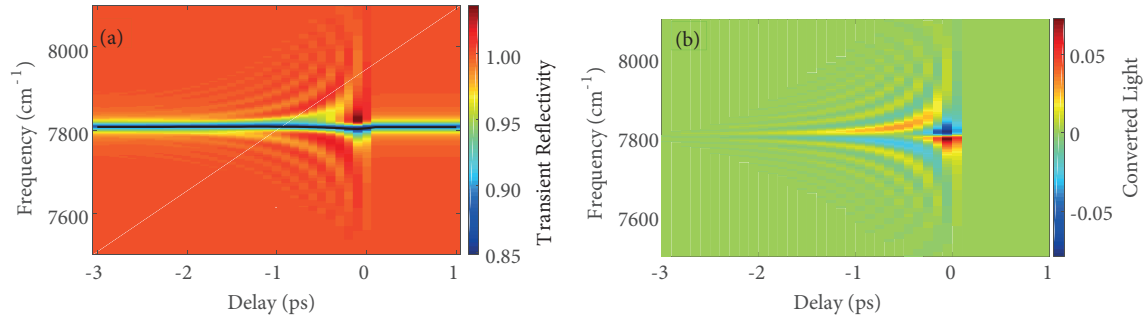 (a)
8000
7800
7600
Frequency (cm-1)
-3
-2
-1
0
1
Delay (ps)
1.00
0.95
0.90
0.85
Transient Reflectivity
(b)
8000
7800
7600
Frequency (cm-1)
-3
-2
-1
0
1
Delay (ps)
0.05
0
-0.05
Converted Light